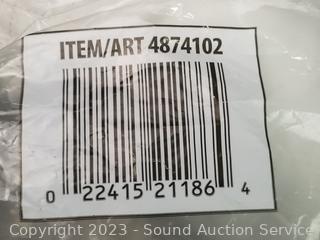 ITEM/ART 4874102
0 22415 21186 4
Copyright © 2023 - Sound Auction Service